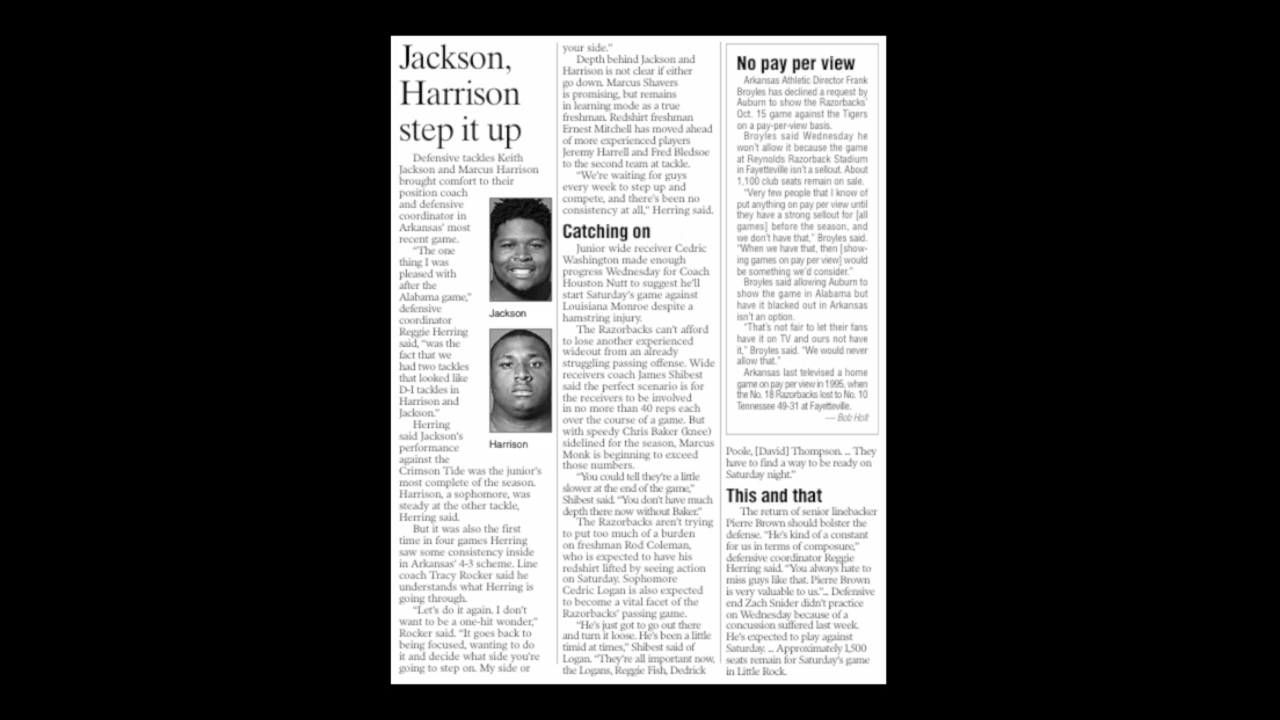 Jackson,
Harrison
step it up
Defensive tackles Keith
Jackson and Marcus Harrison
brought comfort to their
position coach
and defensive
coordinator in
Arkansas' most
recent game.
"The one
thing I was
pleased with
after the
Alabama game,"
defensive
coordinator
Reggie Herring
said, "was the
fact that we
had two tackles
that looked like
D-I tackles in
Harrison and
Jackson."
Herring
said Jackson's
performance
against the
Crimson Tide was the junior's
most complete of the season.
Harrison, a sophomore, was
steady at the other tackle,
Herring said.
But it was also the first
time in four games Herring
saw some consistency inside
in Arkansas' 4-3 scheme. Line
coach Tracy Rocker said he
understands what Herring is
going through.
"Let's do it again. I don't
want to be a one-hit wonder,"
Rocker said. "It goes back to
being focused, wanting to do
it and decide what side you're
going to step on. My side or
Jackson
Harrison
your side."
Depth behind Jackson and
Harrison is not clear if either
go down. Marcus Shavers
is promising, but remains
in learning mode as a true
freshman. Redshirt freshman
Ernest Mitchell has moved ahead
of more experienced players
Jeremy Harrell and Fred Bledsoe
to the second team at tackle.
"We're waiting for guys
every week to step up and
compete, and there's been no
consistency at all," Herring said.
Catching on
Junior wide receiver Cedric
Washington made enough
progress Wednesday for Coach
Houston Nutt to suggest he'll
start Saturday's game against
Louisiana Monroe despite a
hamstring injury.
The Razorbacks can't afford
to lose another experienced
wideout from an already
struggling passing offense. Wide
receivers coach James Shibest
said the perfect scenario is for
the receivers to be involved
in no more than 40 reps each
over the course of a game. But
with speedy Chris Baker (knee)
sidelined for the season, Marcus
Monk is beginning to exceed
those numbers.
"You could tell they're a little
slower at the end of the game,"
Shibest said. "You don't have much
depth there now without Baker."
The Razorbacks aren't trying
to put too much of a burden
on freshman Rod Coleman,
who is expected to have his
redshirt lifted by seeing action
on Saturday. Sophomore
Cedric Logan is also expected
to become a vital facet of the
Razorbacks' passing game.
"He's just got to go out there
and turn it loose. He's been a little
timid at times," Shibest said of
Logan. "They're all important now,
the Logans, Reggie Fish, Dedrick
No pay per view
Arkansas Athletic Director Frank
Broyles has declined a request by
Auburn to show the Razorbacks'
Oct. 15 game against the Tigers
on a pay-per-view basis.
Broyles said Wednesday he
won't allow it because the game
at Reynolds Razorback Stadium
in Fayetteville isn't a sellout. About
1,100 club seats remain on sale.
"Very few people that I know of
put anything on pay per view until
they have a strong sellout for [all
games] before the season, and
we don't have that," Broyles said.
"When we have that, then [show-
ing games on pay per view] would
be something we'd consider."
Broyles said allowing Auburn to
show the game in Alabama but
have it blacked out in Arkansas
isn't an option.
"That's not fair to let their fans
have it on TV and ours not have
it," Broyles said. "We would never
allow that."
Arkansas last televised a home
game on pay per view in 1995, when
the No. 18 Razorbacks lost to No. 10
Tennessee 49-31 at Fayetteville.
— Bob Holt
Poole, [David] Thompson. ... They
have to find a way to be ready on
Saturday night."
This and that
The return of senior linebacker
Pierre Brown should bolster the
defense. "He's kind of a constant
for us in terms of composure,"
defensive coordinator Reggie
Herring said. "You always hate to
miss guys like that. Pierre Brown
is very valuable to us."... Defensive
end Zach Snider didn't practice
on Wednesday because of a
concussion suffered last week.
He's expected to play against
Saturday. ... Approximately 1,500
seats remain for Saturday's game
in Little Rock.